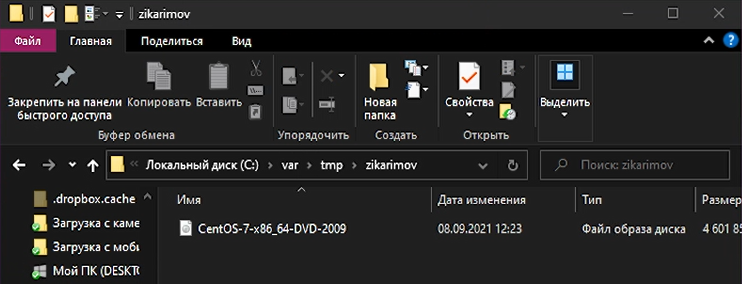 zikarimov
Файл Главная Поделиться Вид
Закрепить на панели быстрого доступа
Копировать
Вставить
Новая папка
Свойства
Выделить
Буфер обмена Упорядочить Создать Открыть
Локальный диск (C:) › var › tmp › zikarimov
Поиск: zikarimov
Имя Дата изменения Тип Размер
CentOS-7-x86_64-DVD-2009 08.09.2021 12:23 Файл образа диска 4 601 85
.dropbox.cache
Загрузка с каме
Загрузка с моби
Мой ПК (DESKT